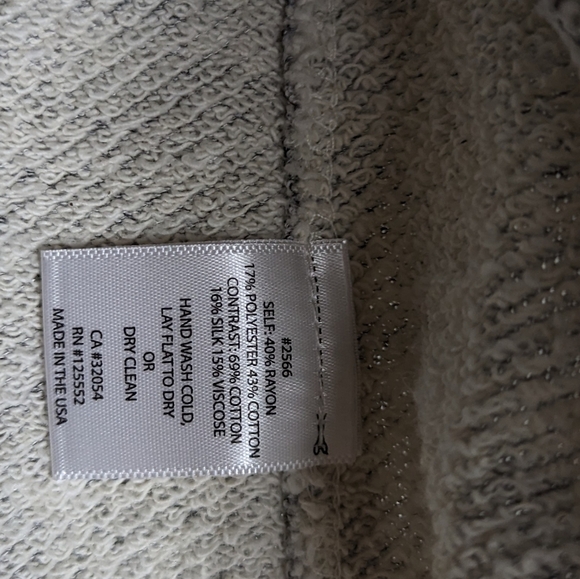 #2566
SELF: 40% RAYON
17% POLYESTER 43% COTTON
CONTRAST: 69% COTTON
16% SILK 15% VISCOSE
HAND WASH COLD,
LAY FLAT TO DRY
OR
DRY CLEAN
CA #32054
RN #125552
MADE IN THE USA